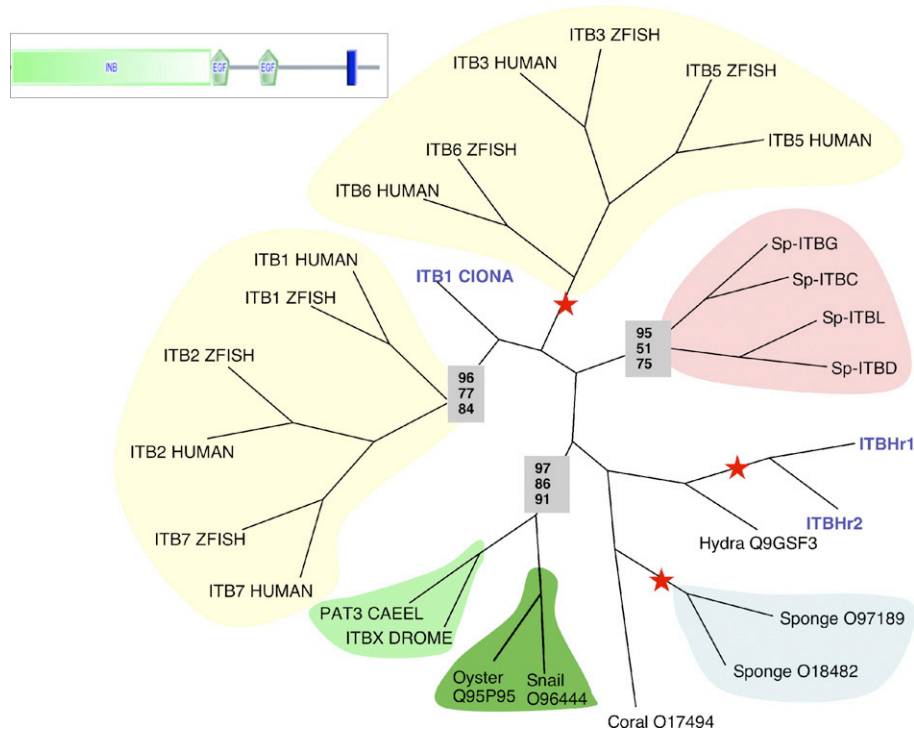 INB
EGF
EGF
ITB3 ZFISH
ITB3 HUMAN
ITB5 ZFISH
ITB5 HUMAN
ITB6 ZFISH
ITB6 HUMAN
ITB1 HUMAN
ITB1 CIONA
ITB1 ZFISH
ITB2 ZFISH
ITB2 HUMAN
ITB7 ZFISH
ITB7 HUMAN
96
77
84
95
51
75
Sp-ITBG
Sp-ITBC
Sp-ITBL
Sp-ITBD
97
86
91
ITBHr1
ITBHr2
Hydra Q9GSF3
PAT3 CAEEL
ITBX DROME
Oyster
Q95P95
Snail
O96444
Sponge O97189
Sponge O18482
Coral O17494